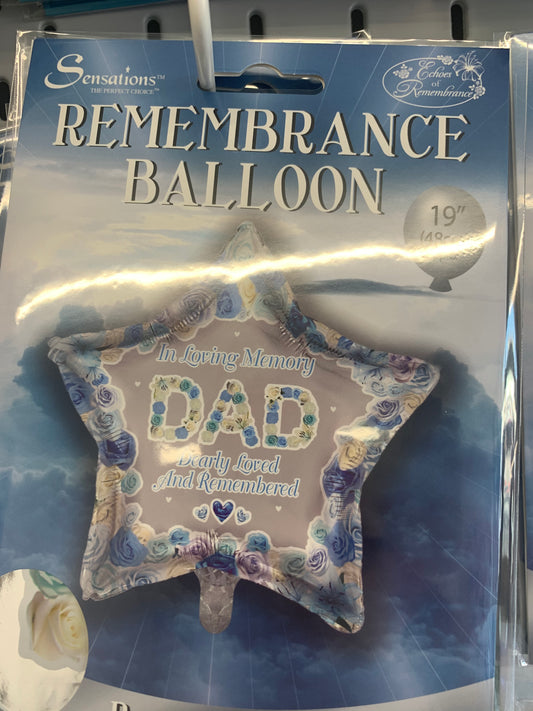 Sensations™
THE PERFECT CHOICE™
Echoes
of
Remembrance
REMEMBRANCE
BALLOON
19"
In Loving Memory
DAD
Dearly Loved
And Remembered